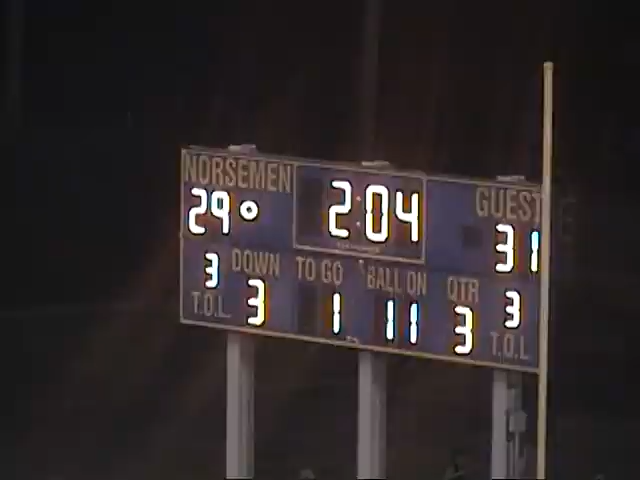 NORSEMEN 2:04 GUEST
29 31
3 DOWN TO GO BALL ON QTR 3
T.O.L. 3 1 11 3 T.O.L